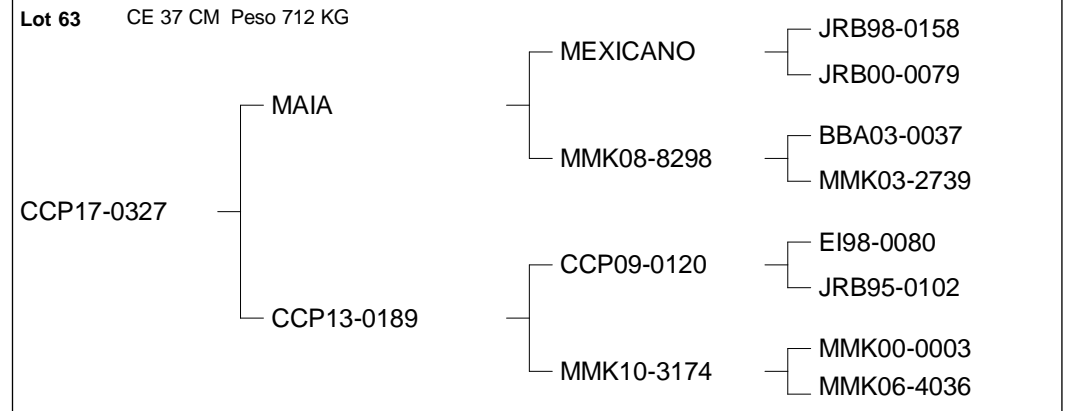 Lot 63 CE 37 CM Peso 712 KG
JRB98-0158
MEXICANO
JRB00-0079
MAIA
BBA03-0037
MMK08-8298
MMK03-2739
CCP17-0327
EI98-0080
CCP09-0120
JRB95-0102
CCP13-0189
MMK00-0003
MMK10-3174
MMK06-4036